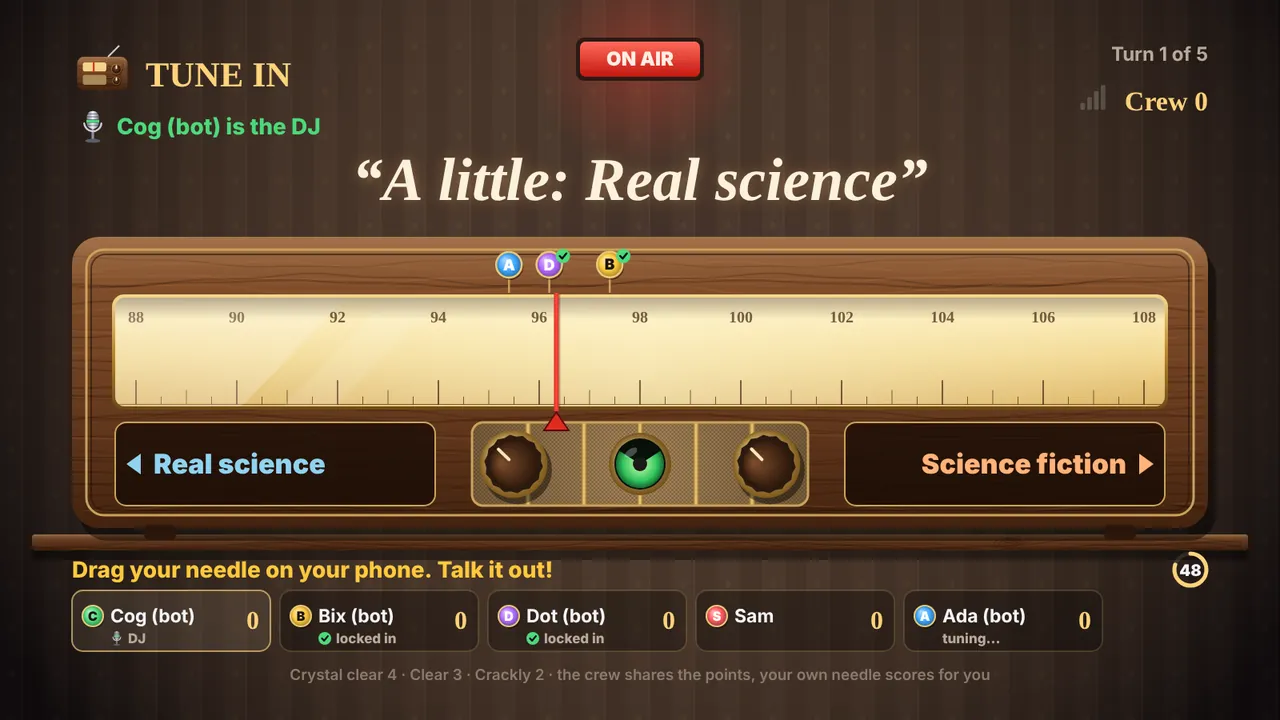 TUNE IN
ON AIR
Turn 1 of 5
Crew 0
Cog (bot) is the DJ
“A little: Real science”
A
D
B
88 90 92 94 96 98 100 102 104 106 108
Real science
Science fiction
Drag your needle on your phone. Talk it out!
48
C Cog (bot) 0
DJ
B Bix (bot) 0
locked in
D Dot (bot) 0
locked in
S Sam 0
A Ada (bot) 0
tuning...
Crystal clear 4 · Clear 3 · Crackly 2 · the crew shares the points, your own needle scores for you